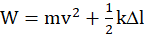 W = mv² + ½kΔl